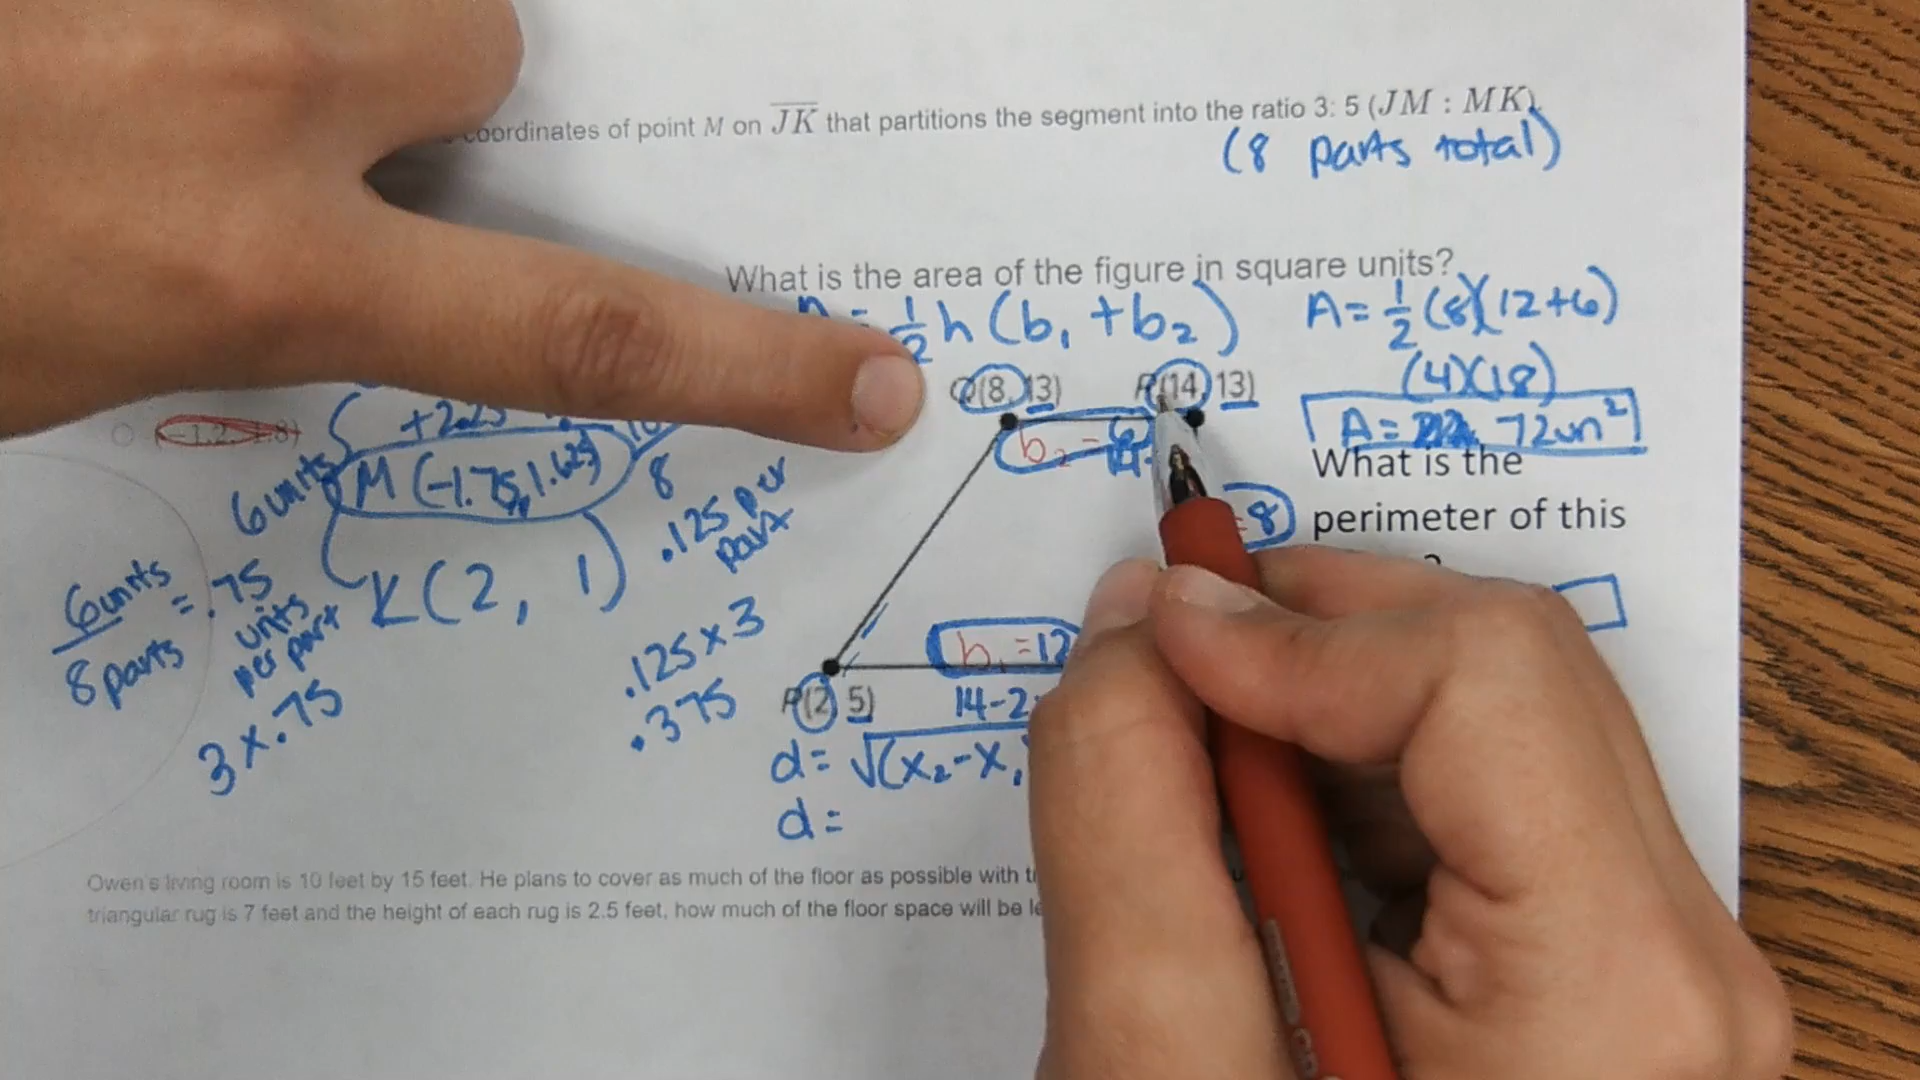 coordinates of point M on JK that partitions the segment into the ratio 3: 5 (JM : MK).
(8 parts total)
What is the area of the figure in square units?
= 1/2 h (b₁ + b₂)
A = 1/2 (8)(12+6)
(4)(18)
A = 72un²
Q(8, 13)
R(14, 13)
b₂ = 6
= 8
What is the
perimeter of this
?
+2.25
M (-1.75, 1.625)
K (2, 1)
6 units
8
.125 per
part
6 units
8 parts
= .75
units
per part
3 x .75
.125 x 3
.375
b₁ = 12
P(2, 5)
14-2
d = √(x₂-x₁
d =
Owen's living room is 10 feet by 15 feet. He plans to cover as much of the floor as possible with
triangular rug is 7 feet and the height of each rug is 2.5 feet, how much of the floor space will be